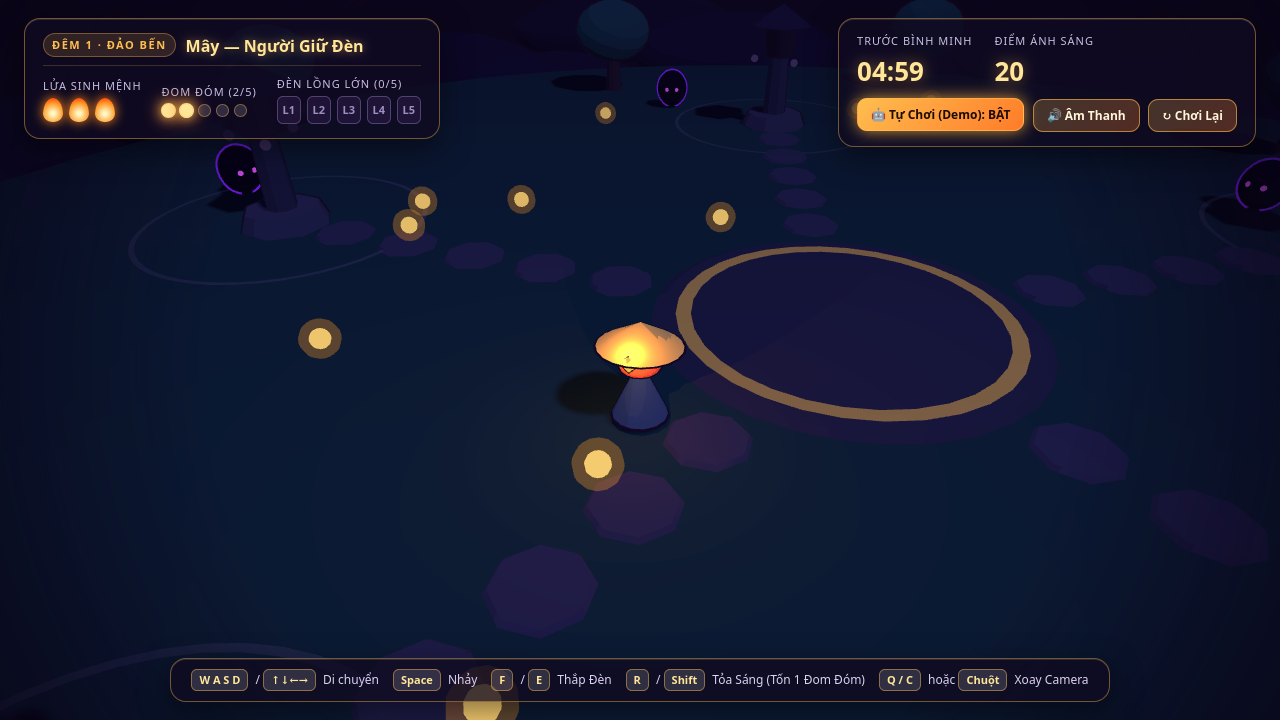 ĐÊM 1 · ĐẢO BẾN Mây — Người Giữ Đèn
LỬA SINH MỆNH ĐOM ĐÓM (2/5) ĐÈN LỒNG LỚN (0/5)
L1 L2 L3 L4 L5
TRƯỚC BÌNH MINH ĐIỂM ÁNH SÁNG
04:59 20
🤖 Tự Chơi (Demo): BẬT 🔊 Âm Thanh ↻ Chơi Lại
W A S D / ↑↓←→ Di chuyển Space Nhảy F / E Thắp Đèn R / Shift Tỏa Sáng (Tốn 1 Đom Đóm) Q / C hoặc Chuột Xoay Camera